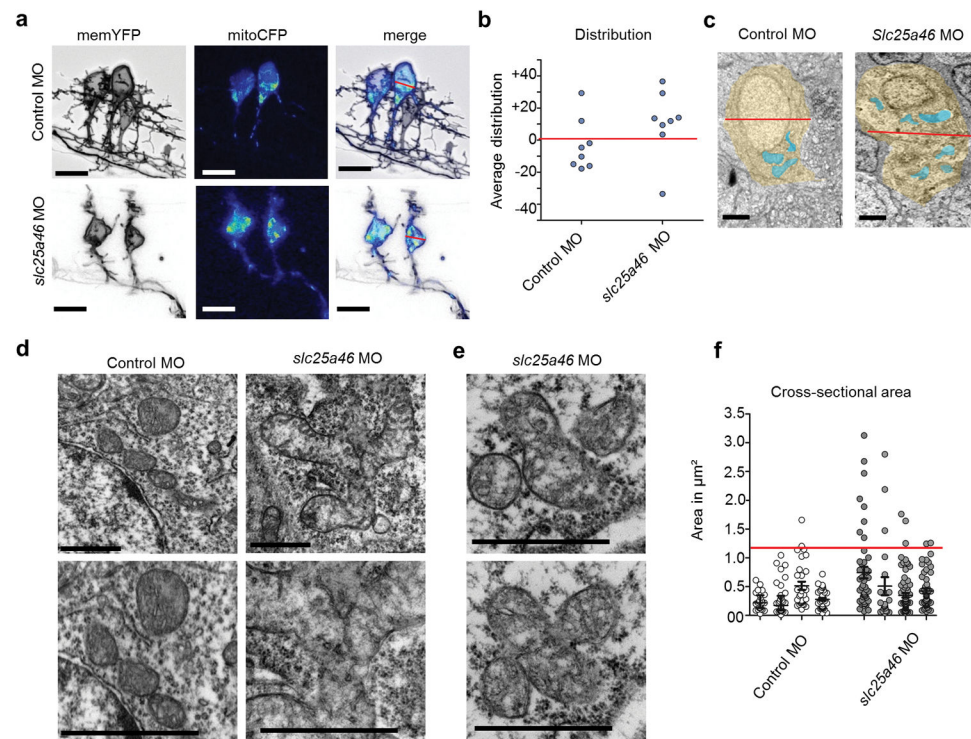 a
memYFP
mitoCFP
merge
Control MO
slc25a46 MO
b
Distribution
Average distribution
+40
+20
0
-20
-40
Control MO
slc25a46 MO
c
Control MO
Slc25a46 MO
d
Control MO
slc25a46 MO
e
slc25a46 MO
f
Cross-sectional area
Area in µm²
3.5
3.0
2.5
2.0
1.5
1.0
0.5
00
Control MO
slc25a46 MO